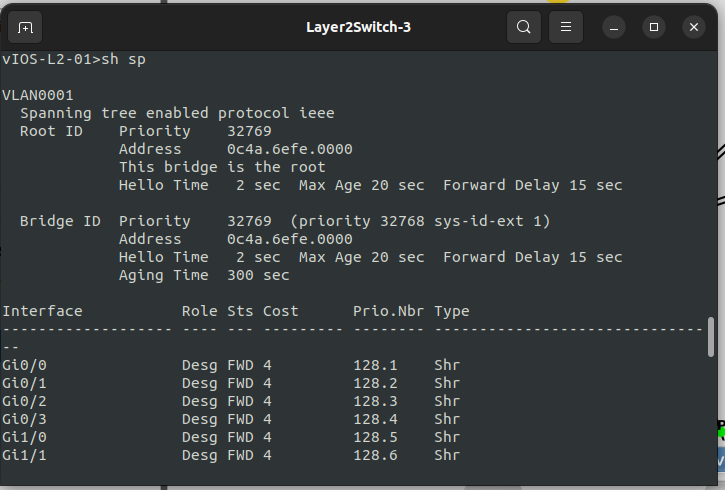 Layer2Switch-3
vIOS-L2-01>sh sp
VLAN0001
  Spanning tree enabled protocol ieee
  Root ID    Priority    32769
             Address     0c4a.6efe.0000
             This bridge is the root
             Hello Time   2 sec  Max Age 20 sec  Forward Delay 15 sec
  Bridge ID  Priority    32769  (priority 32768 sys-id-ext 1)
             Address     0c4a.6efe.0000
             Hello Time   2 sec  Max Age 20 sec  Forward Delay 15 sec
             Aging Time  300 sec
Interface           Role Sts Cost      Prio.Nbr Type
------------------- ---- --- --------- -------- ------------------------------
--
Gi0/0               Desg FWD 4         128.1    Shr
Gi0/1               Desg FWD 4         128.2    Shr
Gi0/2               Desg FWD 4         128.3    Shr
Gi0/3               Desg FWD 4         128.4    Shr
Gi1/0               Desg FWD 4         128.5    Shr
Gi1/1               Desg FWD 4         128.6    Shr